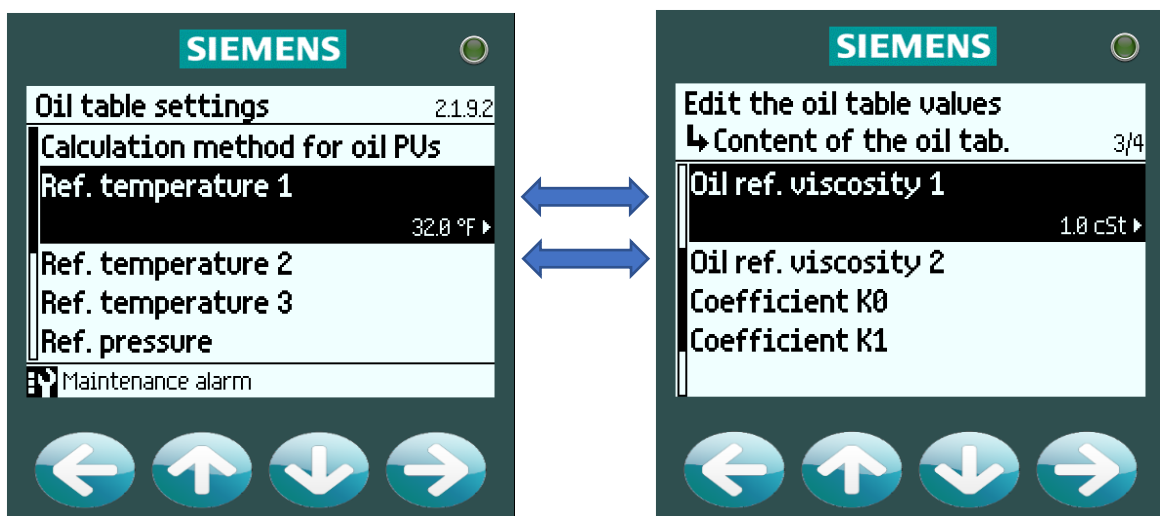 SIEMENS
Oil table settings 2.1.9.2
Calculation method for oil PUs
Ref. temperature 1
32.0 °F
Ref. temperature 2
Ref. temperature 3
Ref. pressure
Maintenance alarm
SIEMENS
Edit the oil table values
Content of the oil tab. 3/4
Oil ref. viscosity 1
1.0 cSt
Oil ref. viscosity 2
Coefficient K0
Coefficient K1